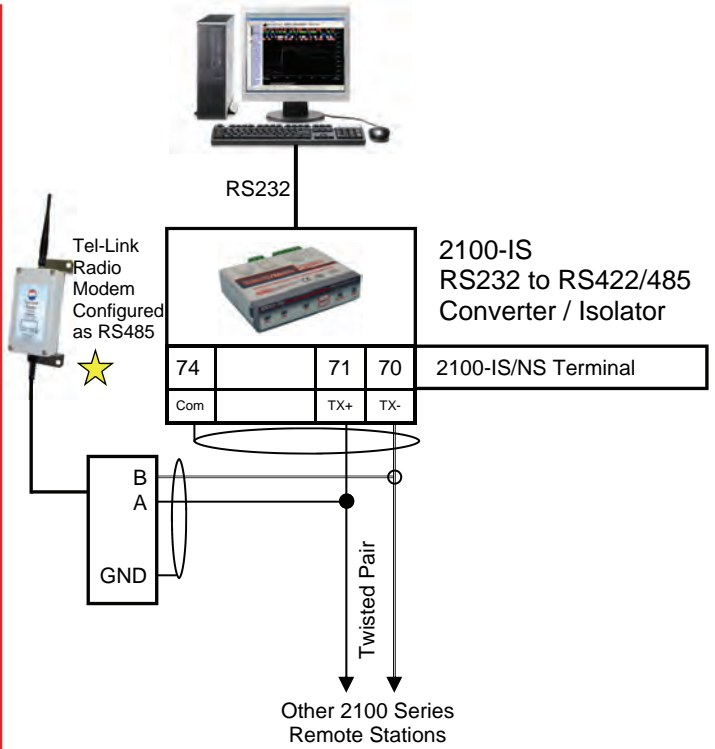 RS232
Tel-Link
Radio
Modem
Configured
as RS485
2100-IS
RS232 to RS422/485
Converter / Isolator
74 71 70 2100-IS/NS Terminal
Com TX+ TX-
B
A
GND
Twisted Pair
Other 2100 Series
Remote Stations